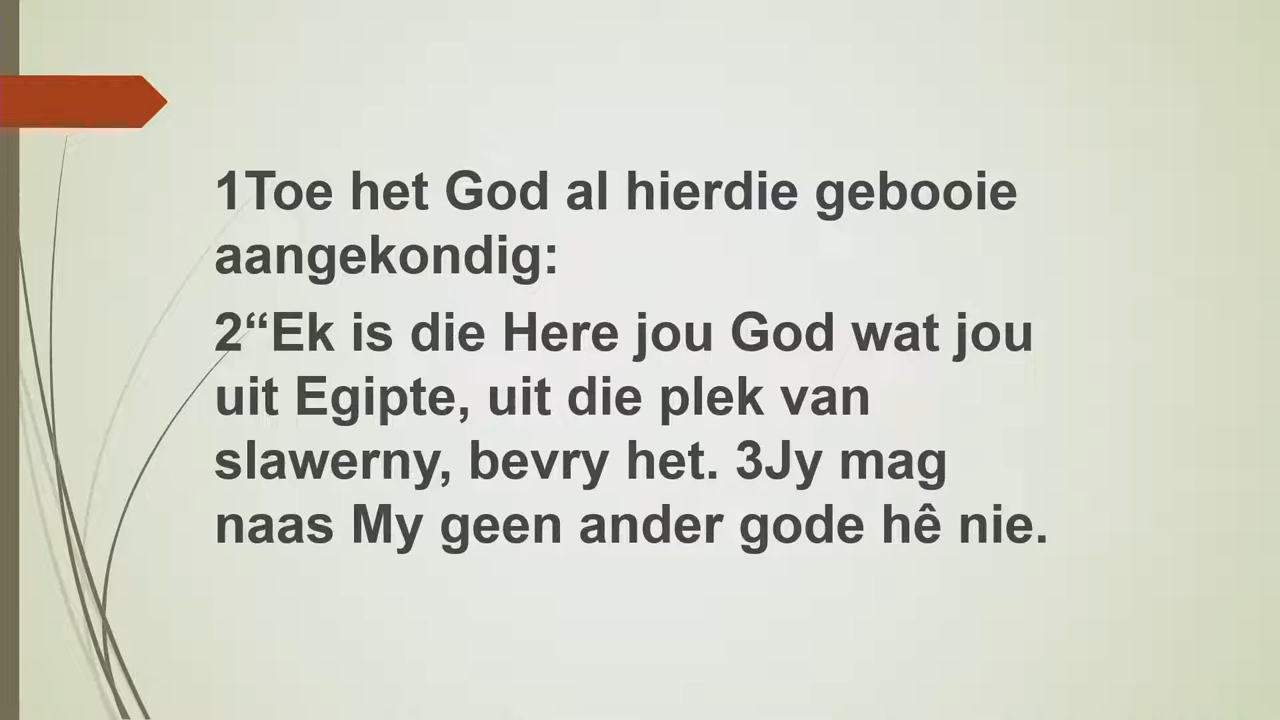 1Toe het God al hierdie gebooie
aangekondig:
2“Ek is die Here jou God wat jou
uit Egipte, uit die plek van
slawerny, bevry het. 3Jy mag
naas My geen ander gode hê nie.